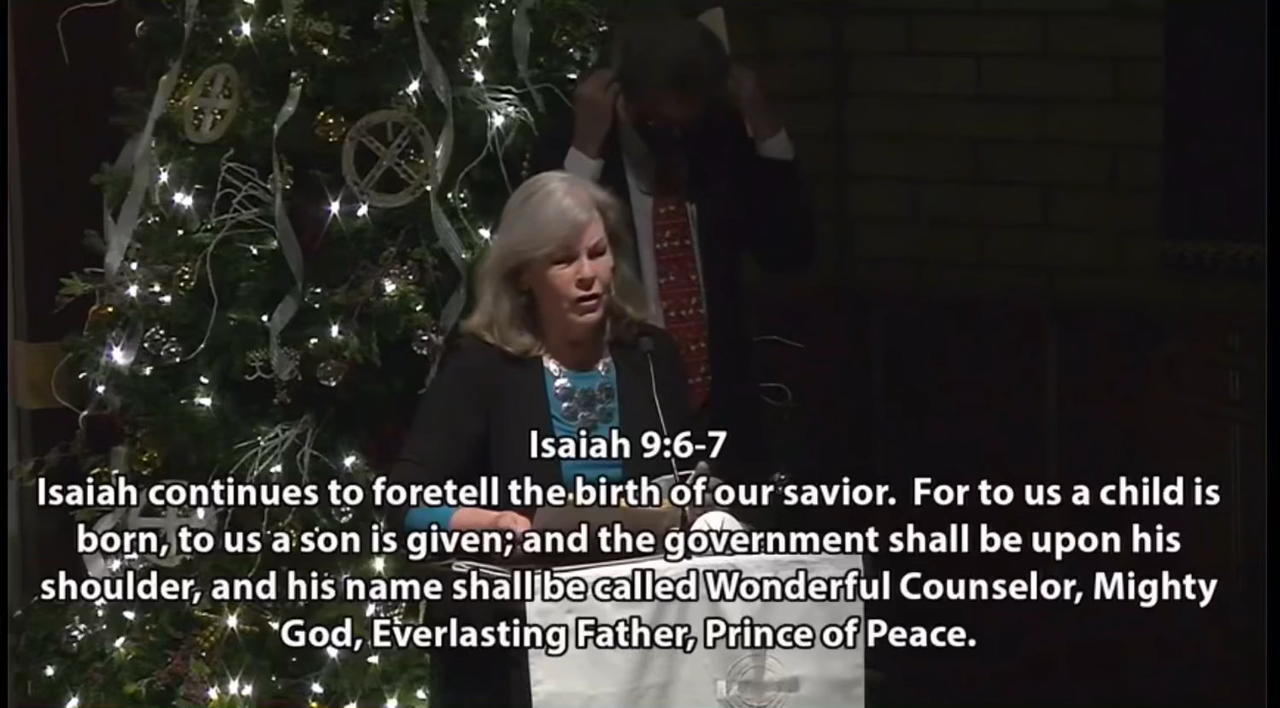 Isaiah 9:6-7
Isaiah continues to foretell the birth of our savior.  For to us a child is
born, to us a son is given; and the government shall be upon his
shoulder, and his name shall be called Wonderful Counselor, Mighty
God, Everlasting Father, Prince of Peace.